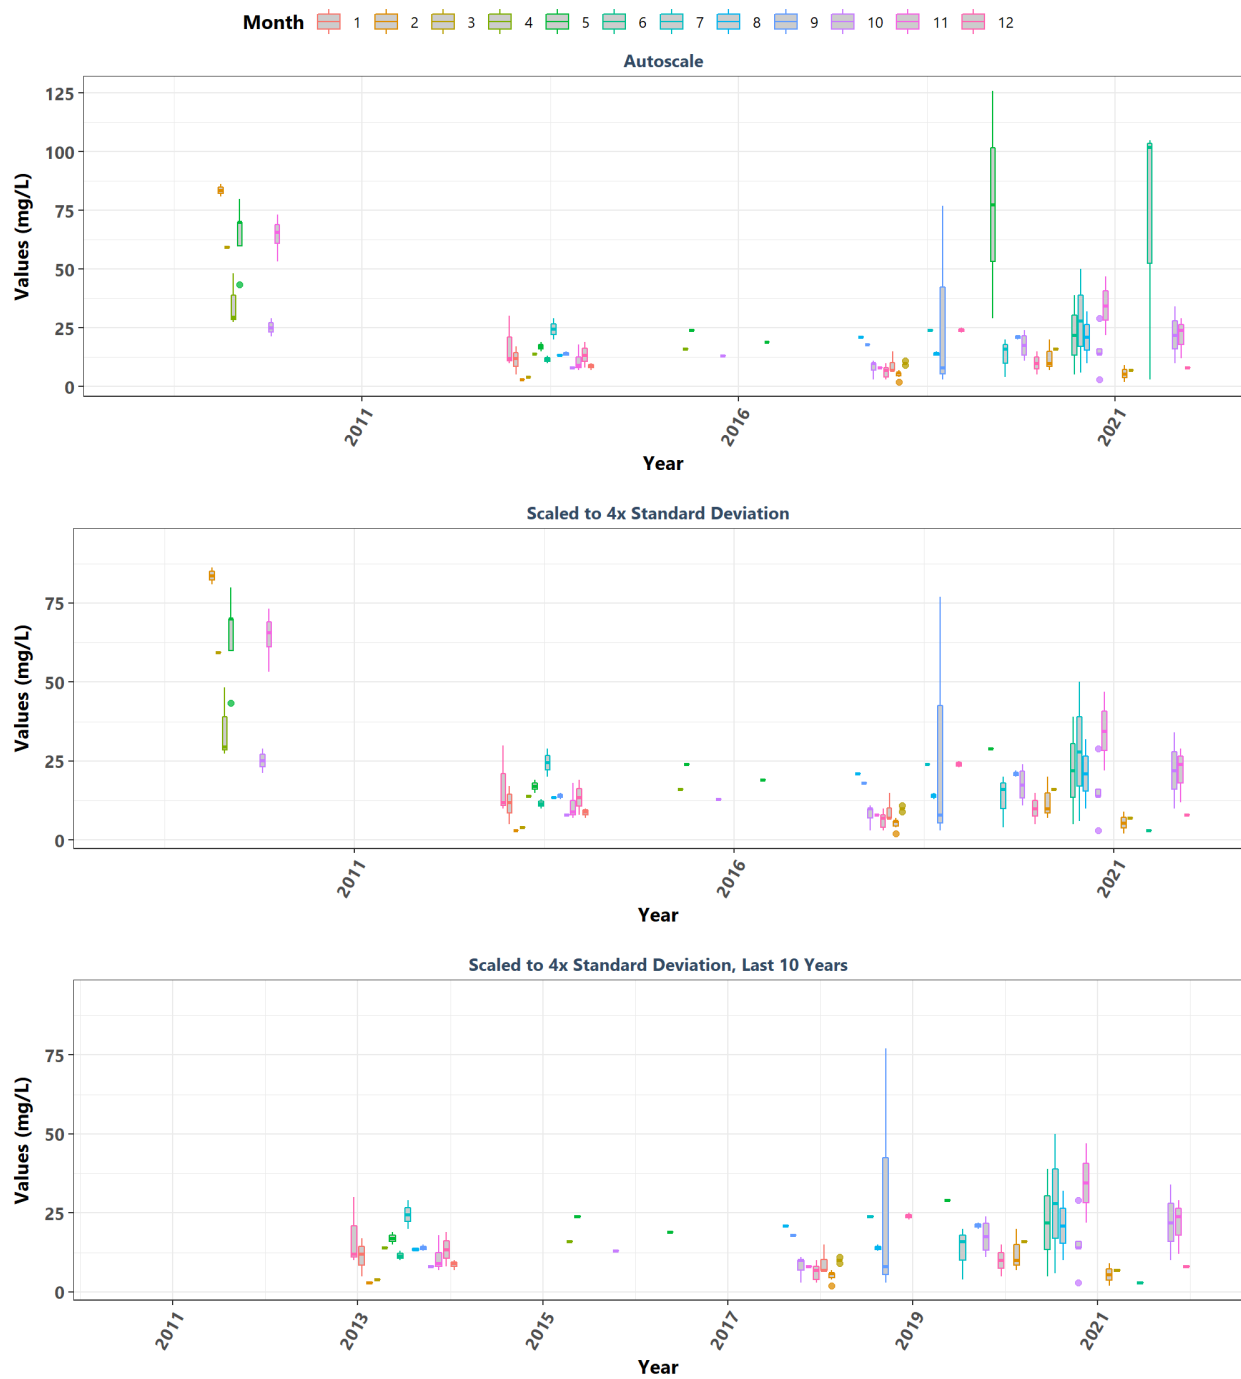 Month 1 2 3 4 5 6 7 8 9 10 11 12
Autoscale
125
100
75
50
25
0
Values (mg/L)
2011 2016 2021
Year
Scaled to 4x Standard Deviation
75
50
25
0
Values (mg/L)
2011 2016 2021
Year
Scaled to 4x Standard Deviation, Last 10 Years
75
50
25
0
Values (mg/L)
2011 2013 2015 2017 2019 2021
Year